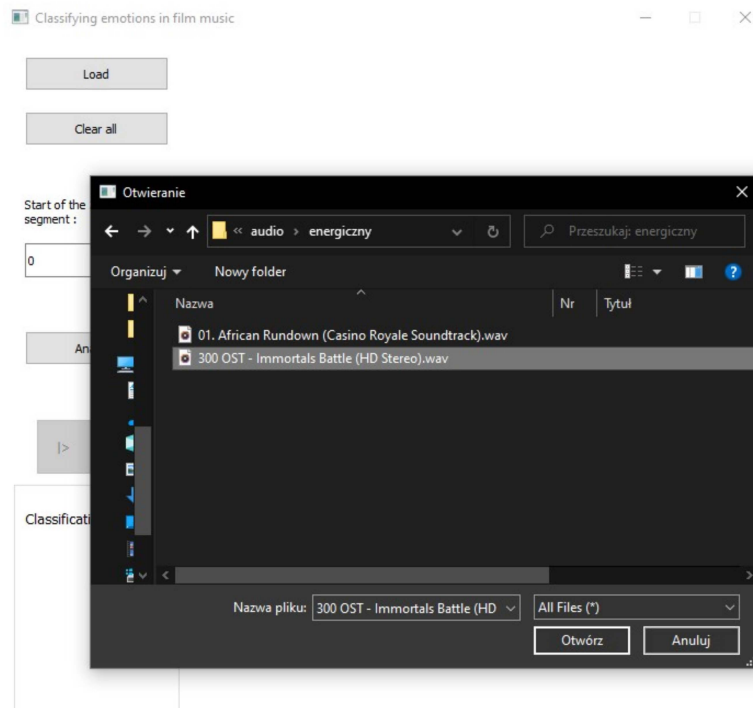 Classifying emotions in film music
Load
Clear all
Start of the
segment :
0
Ana
|>
Classificati
Otwieranie
« audio › energiczny
Przeszukaj: energiczny
Organizuj
Nowy folder
Nazwa
Nr
Tytuł
01. African Rundown (Casino Royale Soundtrack).wav
300 OST - Immortals Battle (HD Stereo).wav
Nazwa pliku:
300 OST - Immortals Battle (HD
All Files (*)
Otwórz
Anuluj